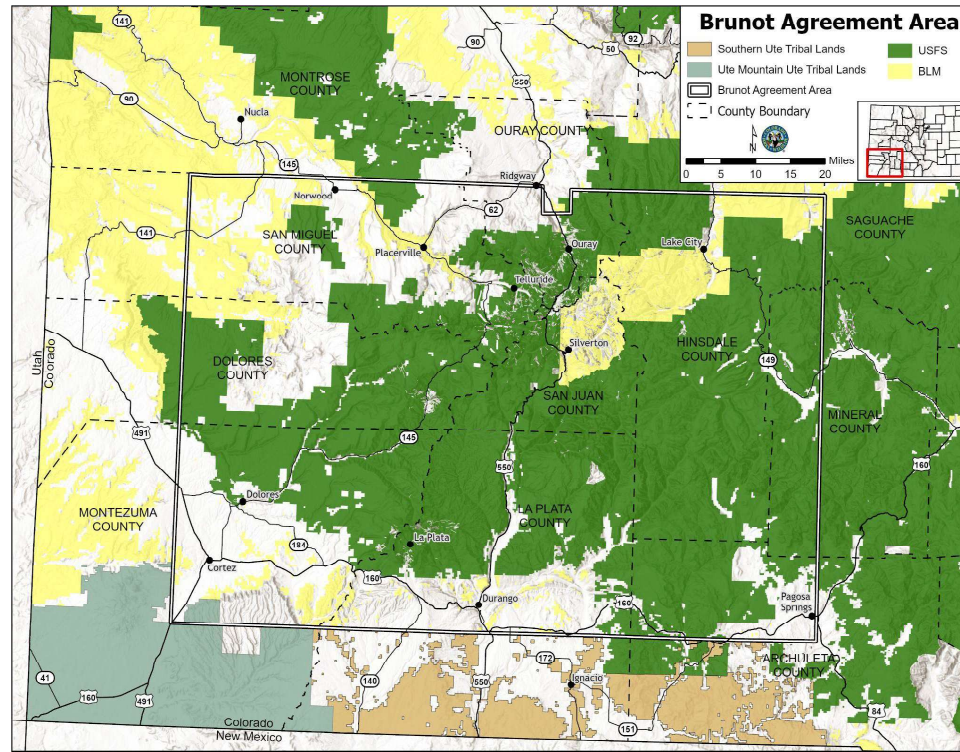 Brunot Agreement Area
Southern Ute Tribal Lands
USFS
Ute Mountain Ute Tribal Lands
BLM
Brunot Agreement Area
County Boundary
N
Miles
0 2.5 5 10 15 20
141
90
92
50
550
MONTROSE
COUNTY
90
Nucla
OURAY COUNTY
145
Ridgway
Norwood
62
SAGUACHE
COUNTY
141
SAN MIGUEL
COUNTY
Placerville
Ouray
Lake City
Telluride
Utah
Colorado
Silverton
HINSDALE
COUNTY
DOLORES
COUNTY
149
SAN JUAN
COUNTY
MINERAL
COUNTY
491
145
550
160
Dolores
MONTEZUMA
COUNTY
LA PLATA
COUNTY
La Plata
184
Cortez
160
Durango
160
Pagosa
Springs
172
ARCHULETA
COUNTY
41
140
550
Ignacio
160
491
151
84
Colorado
New Mexico